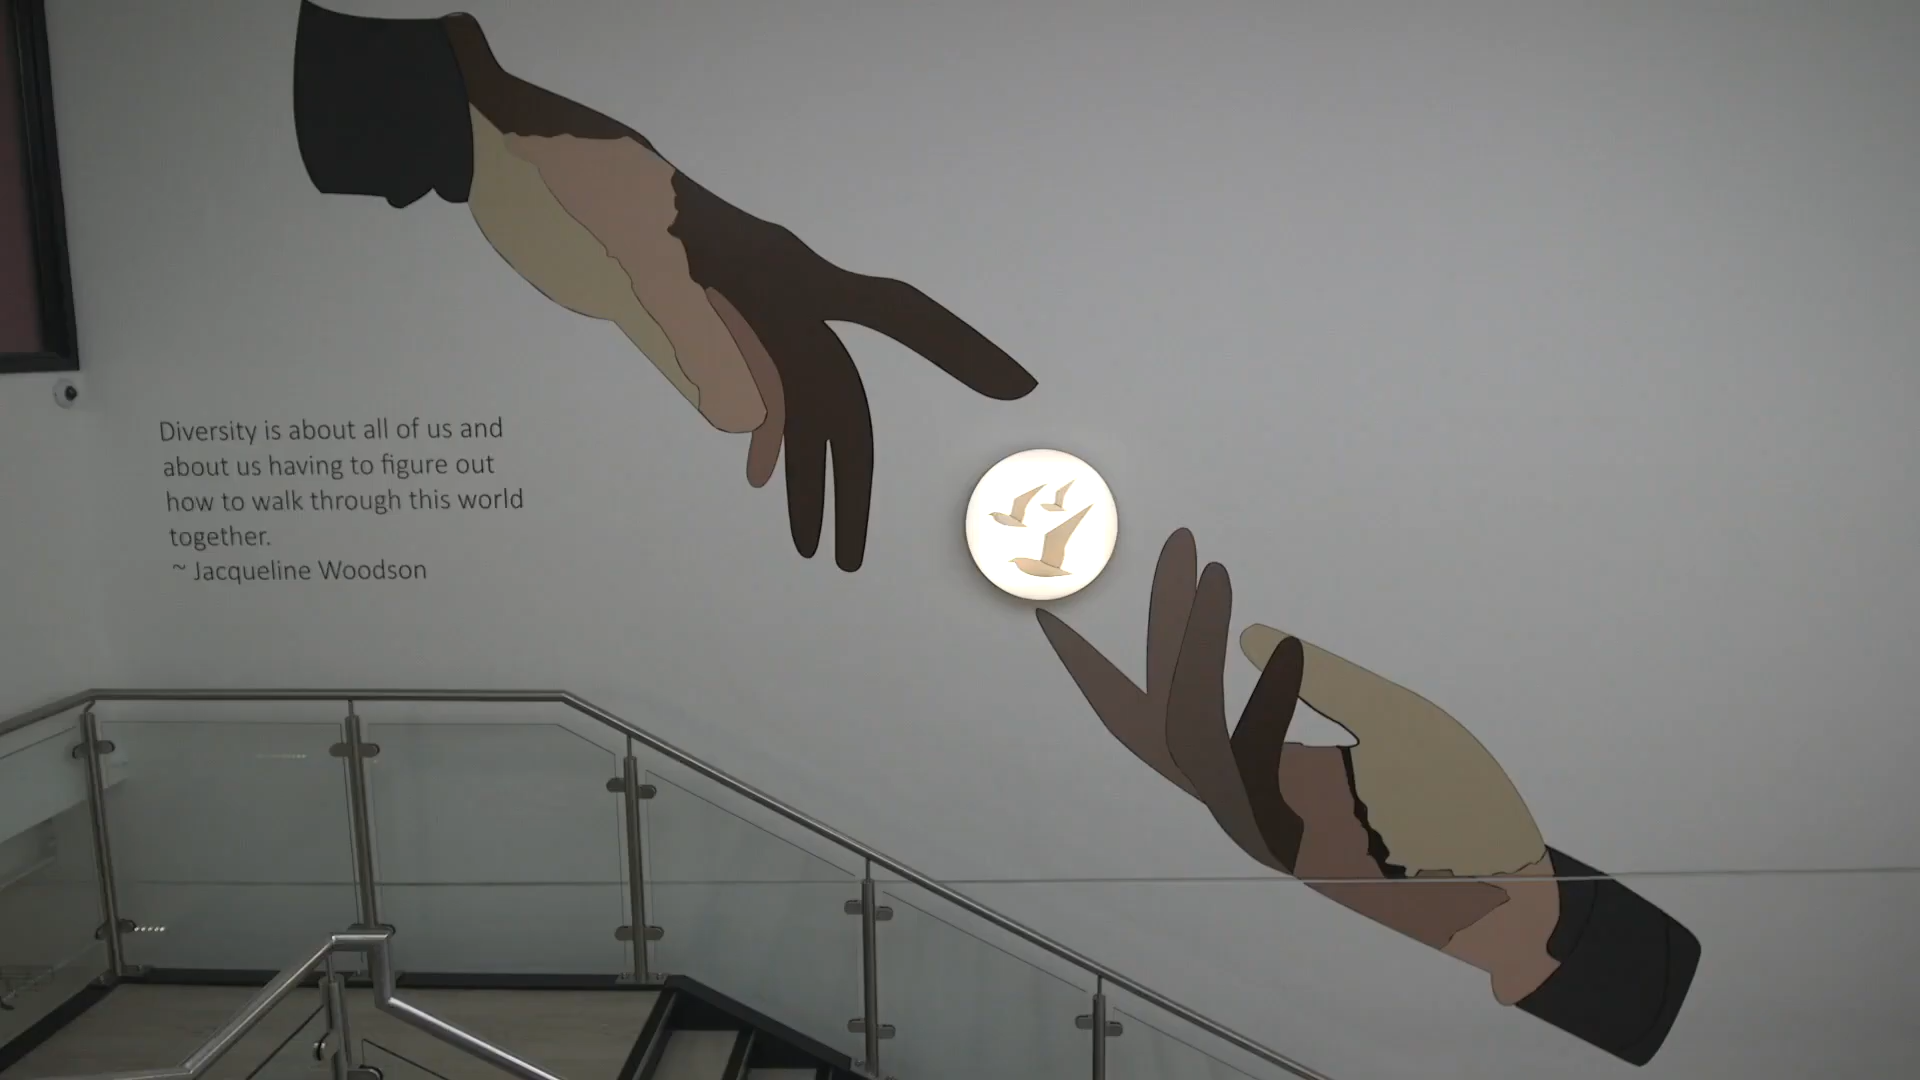 Diversity is about all of us and
about us having to figure out
how to walk through this world
together.
~ Jacqueline Woodson